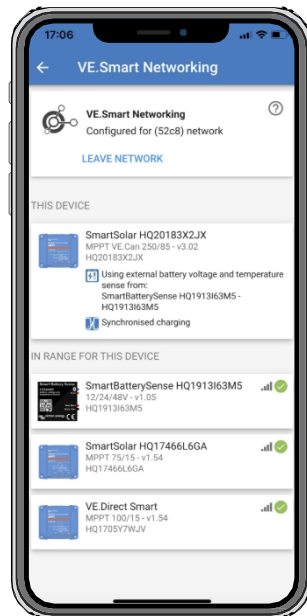 17:06
VE.Smart Networking
VE.Smart Networking
Configured for (52c8) network
LEAVE NETWORK
THIS DEVICE
SmartSolar HQ20183X2JX
MPPT VE.Can 250/85 - v3.02
HQ20183X2JX
Using external battery voltage and temperature
sense from:
SmartBatterySense HQ1913I63M5 -
HQ1913I63M5
Synchronised charging
IN RANGE FOR THIS DEVICE
SmartBatterySense HQ1913I63M5
12/24/48V - v1.05
HQ1913I63M5
SmartSolar HQ17466L6GA
MPPT 75/15 - v1.54
HQ17466L6GA
VE.Direct Smart
MPPT 100/15 - v1.54
HQ1705Y7WJV